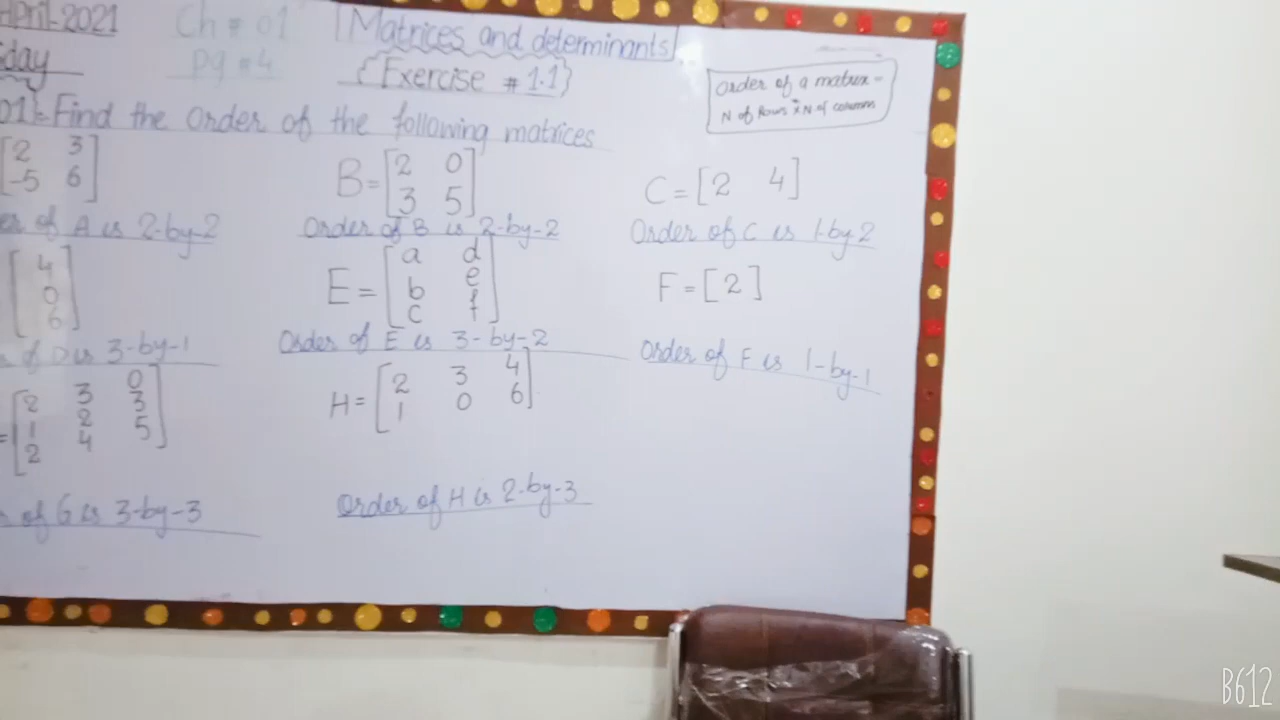 April-2021 Ch # 01 Matrices and determinants
day pg # 4 Exercise # 1.1
order of a matrix =
N of Rows × N of column
Q1:- Find the Order of the following matrices
[2 3
-5 6] B = [2 0
3 5] C = [2 4]
er of A is 2-by-2 Order of B is 2-by-2 Order of C is 1-by-2
[4
0
6] E = [a d
b e
c f] F = [2]
of D is 3-by-1 Order of E is 3-by-2 Order of F is 1-by-1
= [2 3 0
1 2 3
2 4 5] H = [2 3 4
1 0 6]
r of G is 3-by-3 Order of H is 2-by-3
B612